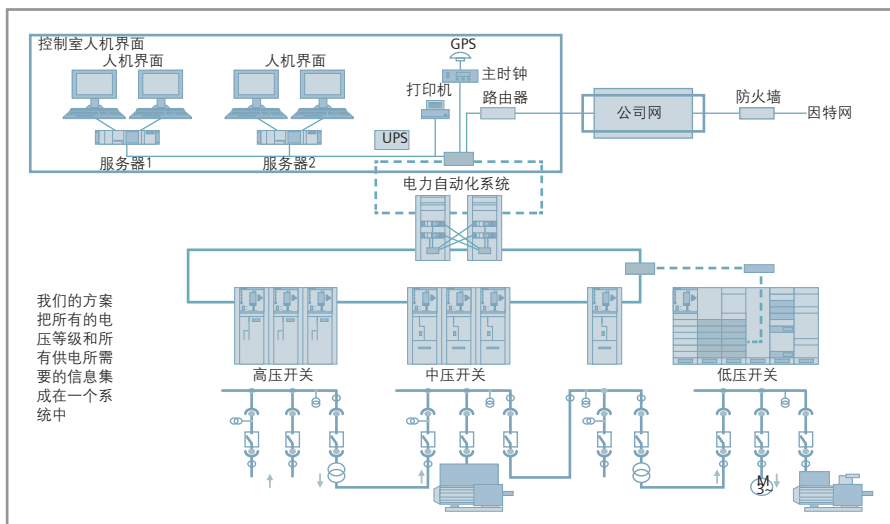 控制室人机界面
GPS
人机界面
人机界面
主时钟
打印机
路由器
公司网
防火墙
因特网
UPS
服务器1
服务器2
电力自动化系统
我们的方案
把所有的电
压等级和所
有供电所需
要的信息集
成在一个系
统中
高压开关
中压开关
低压开关
M
3~